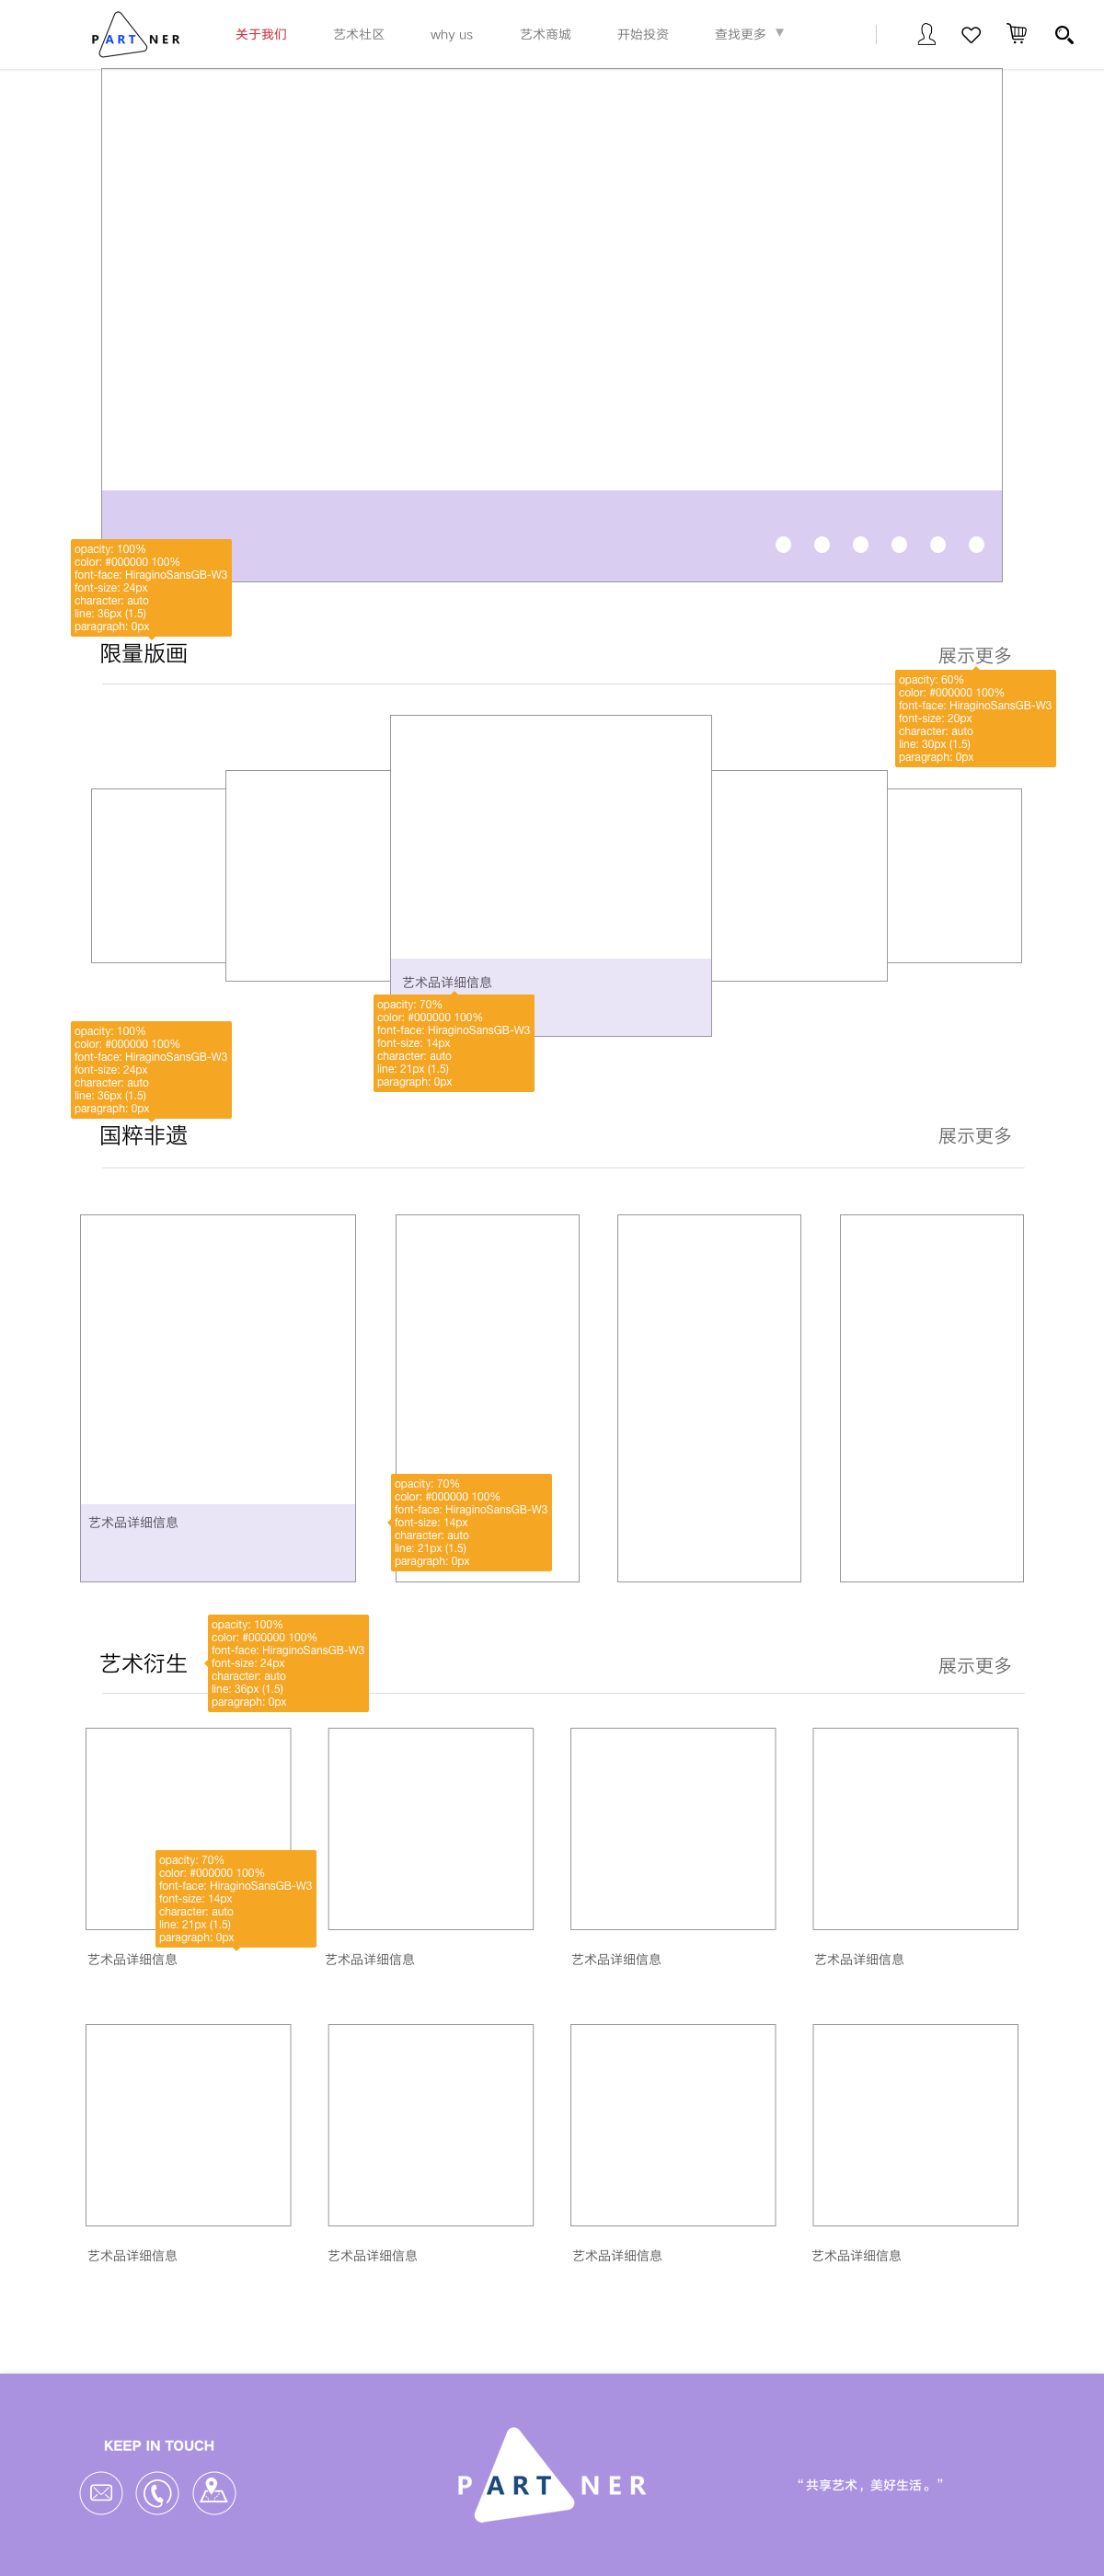 PARTNER
关于我们
艺术社区
why us
艺术商城
开始投资
查找更多 ▼
opacity: 100%
color: #000000 100%
font-face: HiraginoSansGB-W3
font-size: 24px
character: auto
line: 36px (1.5)
paragraph: 0px
限量版画
展示更多
opacity: 60%
color: #000000 100%
font-face: HiraginoSansGB-W3
font-size: 20px
character: auto
line: 30px (1.5)
paragraph: 0px
艺术品详细信息
opacity: 70%
color: #000000 100%
font-face: HiraginoSansGB-W3
font-size: 14px
character: auto
line: 21px (1.5)
paragraph: 0px
opacity: 100%
color: #000000 100%
font-face: HiraginoSansGB-W3
font-size: 24px
character: auto
line: 36px (1.5)
paragraph: 0px
国粹非遗
展示更多
艺术品详细信息
opacity: 70%
color: #000000 100%
font-face: HiraginoSansGB-W3
font-size: 14px
character: auto
line: 21px (1.5)
paragraph: 0px
艺术衍生
opacity: 100%
color: #000000 100%
font-face: HiraginoSansGB-W3
font-size: 24px
character: auto
line: 36px (1.5)
paragraph: 0px
展示更多
opacity: 70%
color: #000000 100%
font-face: HiraginoSansGB-W3
font-size: 14px
character: auto
line: 21px (1.5)
paragraph: 0px
艺术品详细信息
艺术品详细信息
艺术品详细信息
艺术品详细信息
艺术品详细信息
艺术品详细信息
艺术品详细信息
艺术品详细信息
KEEP IN TOUCH
PARTNER
“共享艺术，美好生活。”